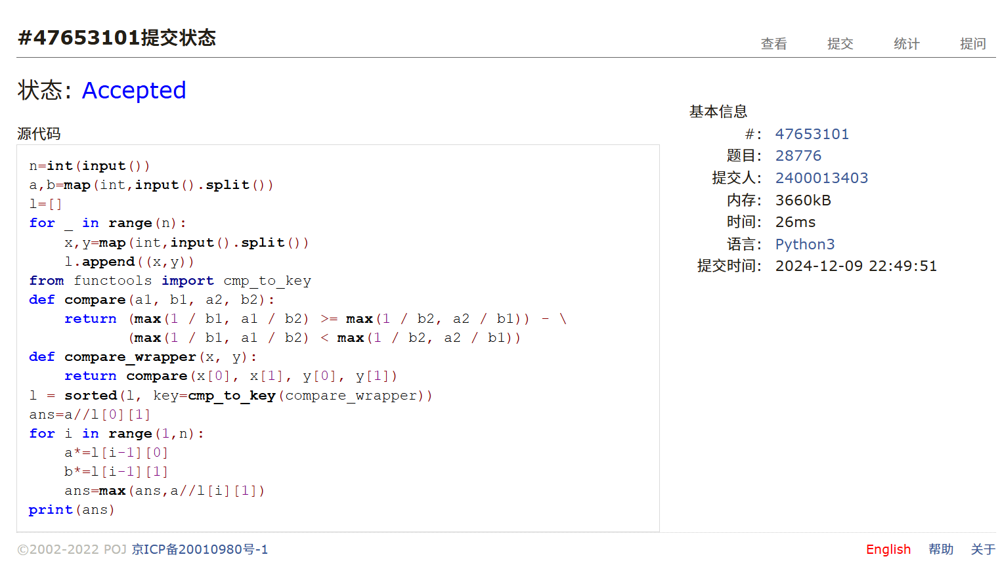 #47653101提交状态
查看 提交 统计 提问
状态: Accepted
源代码
n=int(input())
a,b=map(int,input().split())
l=[]
for _ in range(n):
    x,y=map(int,input().split())
    l.append((x,y))
from functools import cmp_to_key
def compare(a1, b1, a2, b2):
    return (max(1 / b1, a1 / b2) >= max(1 / b2, a2 / b1)) - \
           (max(1 / b1, a1 / b2) < max(1 / b2, a2 / b1))
def compare_wrapper(x, y):
    return compare(x[0], x[1], y[0], y[1])
l = sorted(l, key=cmp_to_key(compare_wrapper))
ans=a//l[0][1]
for i in range(1,n):
    a*=l[i-1][0]
    b*=l[i-1][1]
    ans=max(ans,a//l[i][1])
print(ans)
基本信息
#: 47653101
题目: 28776
提交人: 2400013403
内存: 3660kB
时间: 26ms
语言: Python3
提交时间: 2024-12-09 22:49:51
©2002-2022 POJ 京ICP备20010980号-1
English 帮助 关于